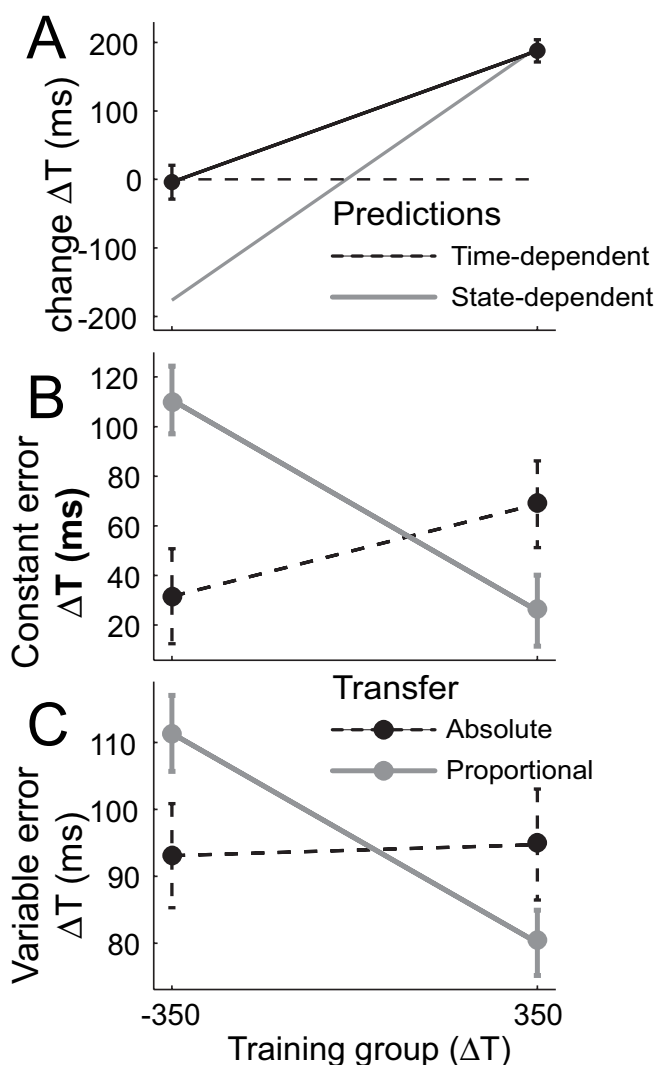 A
change ΔT (ms)
200
100
0
-100
-200
Predictions
Time-dependent
State-dependent
B
Constant error
ΔT (ms)
120
100
80
60
40
20
C
Variable error
ΔT (ms)
110
100
90
80
Transfer
Absolute
Proportional
-350
350
Training group (ΔT)